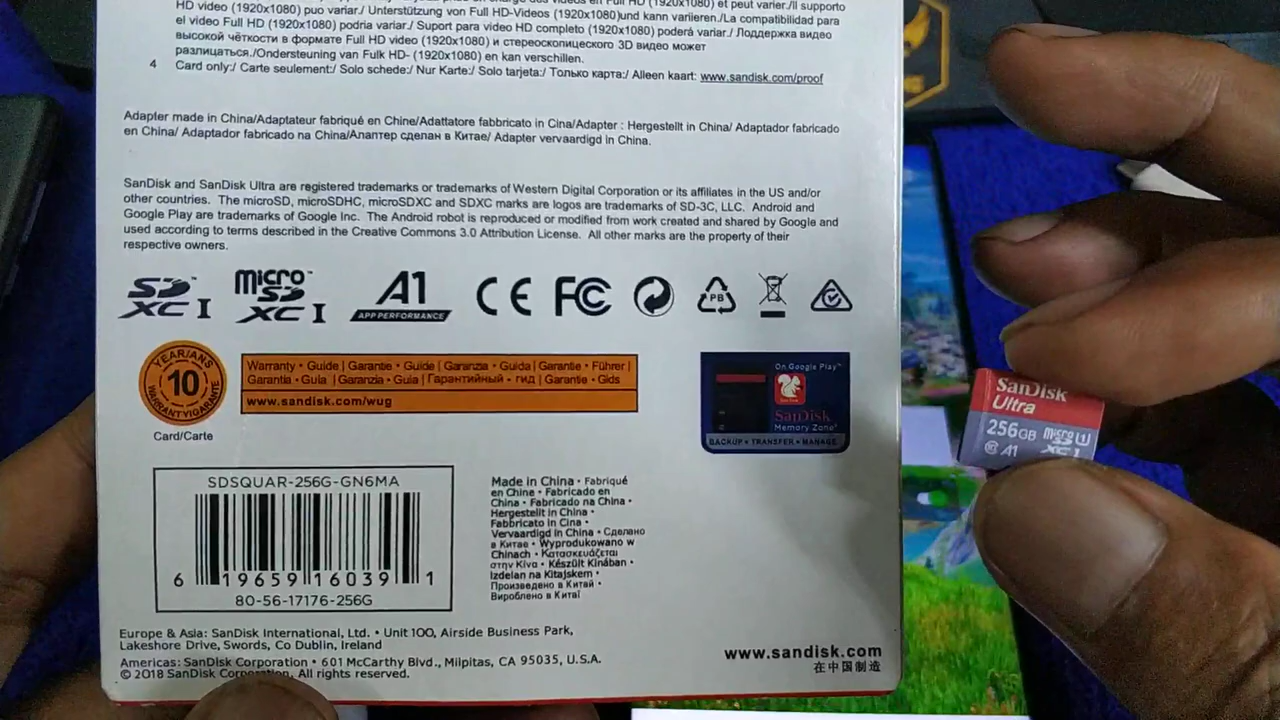 HD video (1920x1080) puo variar./ Unterstützung von Full HD-Videos (1920x1080)und kann variieren./La compatibilidad para
el video Full HD (1920x1080) podria variar./ Suport para video HD completo (1920x1080) poderá variar./ Лоддержка видео
высокой чёткости в формате Full HD video (1920x1080) и стереоскопического 3D видео может
разлицаться./Ondersteuning van Fulk HD- (1920x1080) en kan verschillen.
4 Card only:/ Carte seulement:/ Solo schede:/ Nur Karte:/ Solo tarjeta:/ Только карта:/ Alleen kaart: www.sandisk.com/proof
Adapter made in China/Adaptateur fabriqué en Chine/Adattatore fabbricato in Cina/Adapter : Hergestellt in China/ Adaptador fabricado
en China/ Adaptador fabricado na China/Алаптер сделан в Китае/ Adapter vervaardigd in China.
SanDisk and SanDisk Ultra are registered trademarks or trademarks of Western Digital Corporation or its affiliates in the US and/or
other countries. The microSD, microSDHC, microSDXC and SDXC marks are logos are trademarks of SD-3C, LLC. Android and
Google Play are trademarks of Google Inc. The Android robot is reproduced or modified from work created and shared by Google and
used according to terms described in the Creative Commons 3.0 Attribution License. All other marks are the property of their
respective owners.
SD XC I micro SD XC I A1 APP PERFORMANCE CE FC PB
10 YEAR/ANS WARRANTY/GARANTIE
Card/Carte
Warranty • Guide | Garantie • Guide | Garanzia • Guida | Garantie • Führer |
Garantia • Guia | Garanzia • Guia | Гарантийный • гид | Garantie • Gids
www.sandisk.com/wug
On Google Play™
SanDisk
Memory Zone
BACKUP • TRANSFER • MANAGE
SDSQUAR-256G-GN6MA
6 19659 16039 1
80-56-17176-256G
Made in China • Fabriqué
en Chine • Fabricado en
China • Fabricado na China •
Hergestellt in China •
Fabbricato in Cina •
Vervaardigd in China • Сделано
в Китае • Wyprodukowano w
Chinach • Κατασκευάζεται
στην Κίνα • Készült Kínában •
Izdelan na Kitajskem •
Произведено в Китай •
Вироблено в Китаї
Europe & Asia: SanDisk International, Ltd. • Unit 100, Airside Business Park,
Lakeshore Drive, Swords, Co Dublin, Ireland
Americas: SanDisk Corporation • 601 McCarthy Blvd., Milpitas, CA 95035, U.S.A.
© 2018 SanDisk Corporation, All rights reserved.
www.sandisk.com
在中国制造
SanDisk
Ultra
256GB micro SD XC I
10 A1